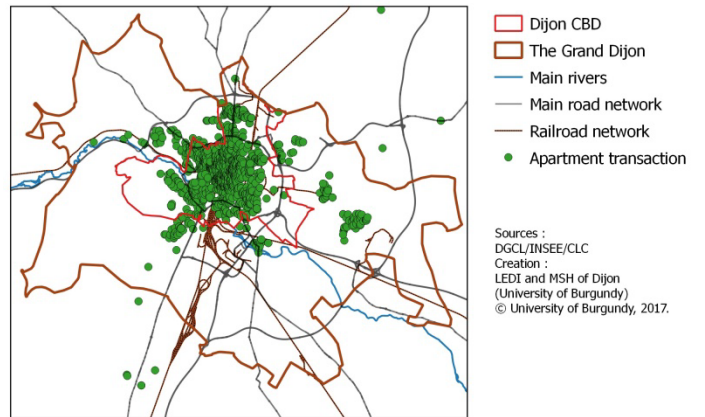 Dijon CBD
The Grand Dijon
Main rivers
Main road network
Railroad network
Apartment transaction
Sources :
DGCL/INSEE/CLC
Creation :
LEDI and MSH of Dijon
(University of Burgundy)
© University of Burgundy, 2017.